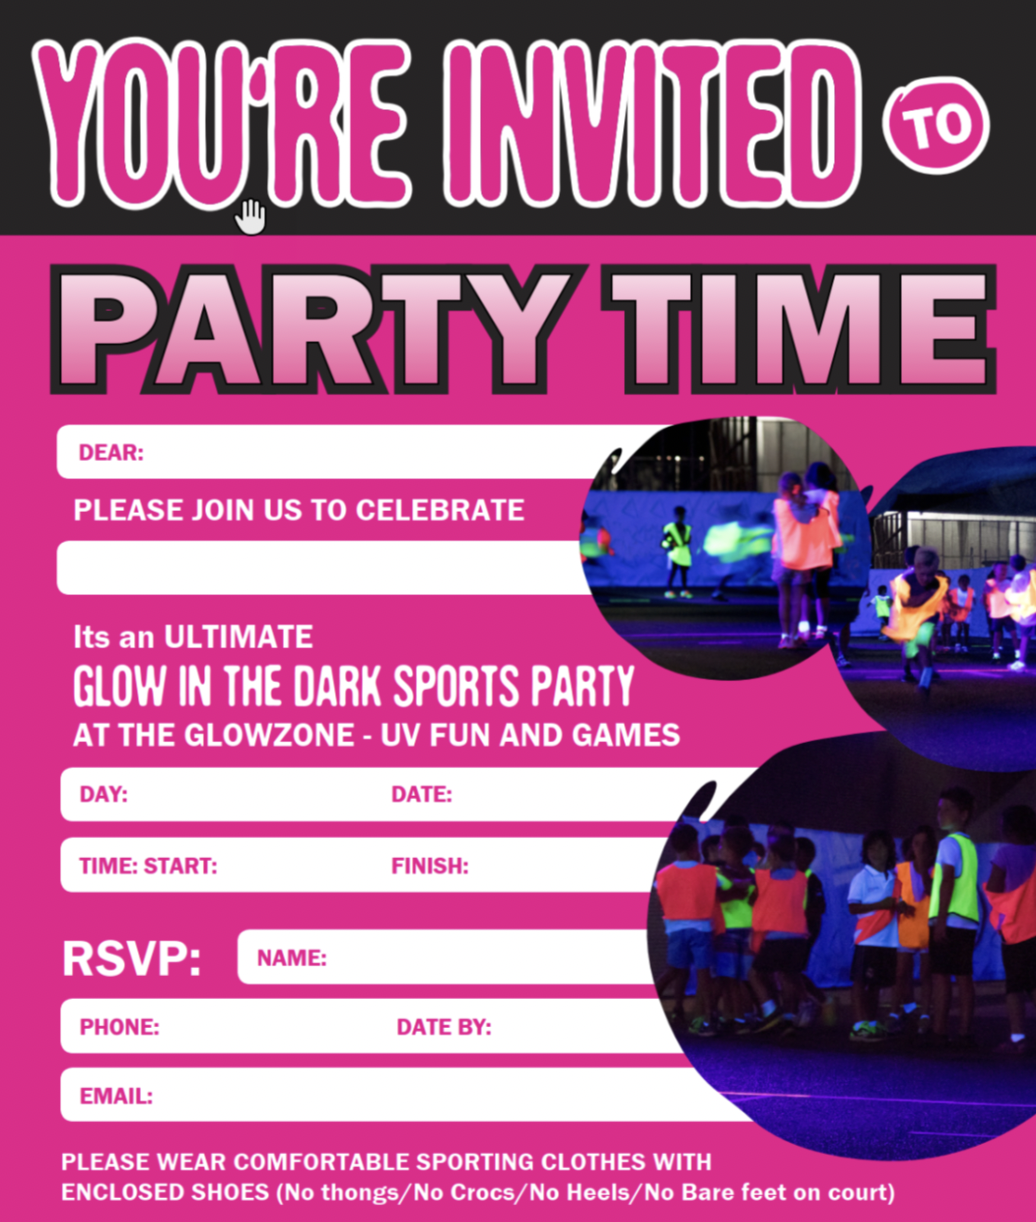 YOU'RE INVITED TO
PARTY TIME
DEAR:
PLEASE JOIN US TO CELEBRATE
Its an ULTIMATE
GLOW IN THE DARK SPORTS PARTY
AT THE GLOWZONE - UV FUN AND GAMES
DAY: DATE:
TIME: START: FINISH:
RSVP: NAME:
PHONE: DATE BY:
EMAIL:
PLEASE WEAR COMFORTABLE SPORTING CLOTHES WITH
ENCLOSED SHOES (No thongs/No Crocs/No Heels/No Bare feet on court)